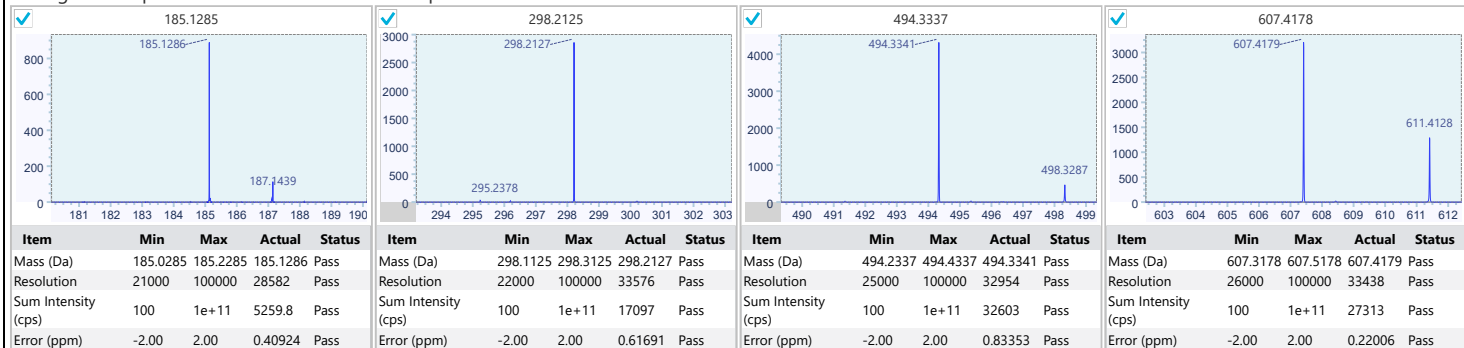 185.1285 298.2125 494.3337 607.4178
185.1286 298.2127 494.3341 607.4179
187.1439 295.2378 498.3287 611.4128
800 600 400 200 0
3000 2500 2000 1500 1000 500 0
4000 3000 2000 1000 0
3000 2500 2000 1500 1000 500 0
181 182 183 184 185 186 187 188 189 190
294 295 296 297 298 299 300 301 302 303
490 491 492 493 494 495 496 497 498 499
603 604 605 606 607 608 609 610 611 612
Item Min Max Actual Status Item Min Max Actual Status Item Min Max Actual Status Item Min Max Actual Status
Mass (Da) 185.0285 185.2285 185.1286 Pass Mass (Da) 298.1125 298.3125 298.2127 Pass Mass (Da) 494.2337 494.4337 494.3341 Pass Mass (Da) 607.3178 607.5178 607.4179 Pass
Resolution 21000 100000 28582 Pass Resolution 22000 100000 33576 Pass Resolution 25000 100000 32954 Pass Resolution 26000 100000 33438 Pass
Sum Intensity (cps) 100 1e+11 5259.8 Pass Sum Intensity (cps) 100 1e+11 17097 Pass Sum Intensity (cps) 100 1e+11 32603 Pass Sum Intensity (cps) 100 1e+11 27313 Pass
Error (ppm) -2.00 2.00 0.40924 Pass Error (ppm) -2.00 2.00 0.61691 Pass Error (ppm) -2.00 2.00 0.83353 Pass Error (ppm) -2.00 2.00 0.22006 Pass